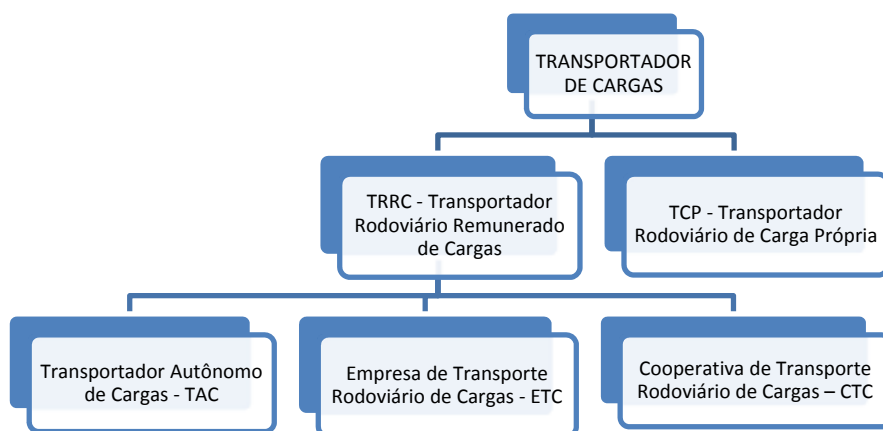 TRANSPORTADOR
DE CARGAS
TRRC - Transportador
Rodoviário Remunerado
de Cargas
TCP - Transportador
Rodoviário de Carga Própria
Transportador Autônomo
de Cargas - TAC
Empresa de Transporte
Rodoviário de Cargas - ETC
Cooperativa de Transporte
Rodoviário de Cargas – CTC